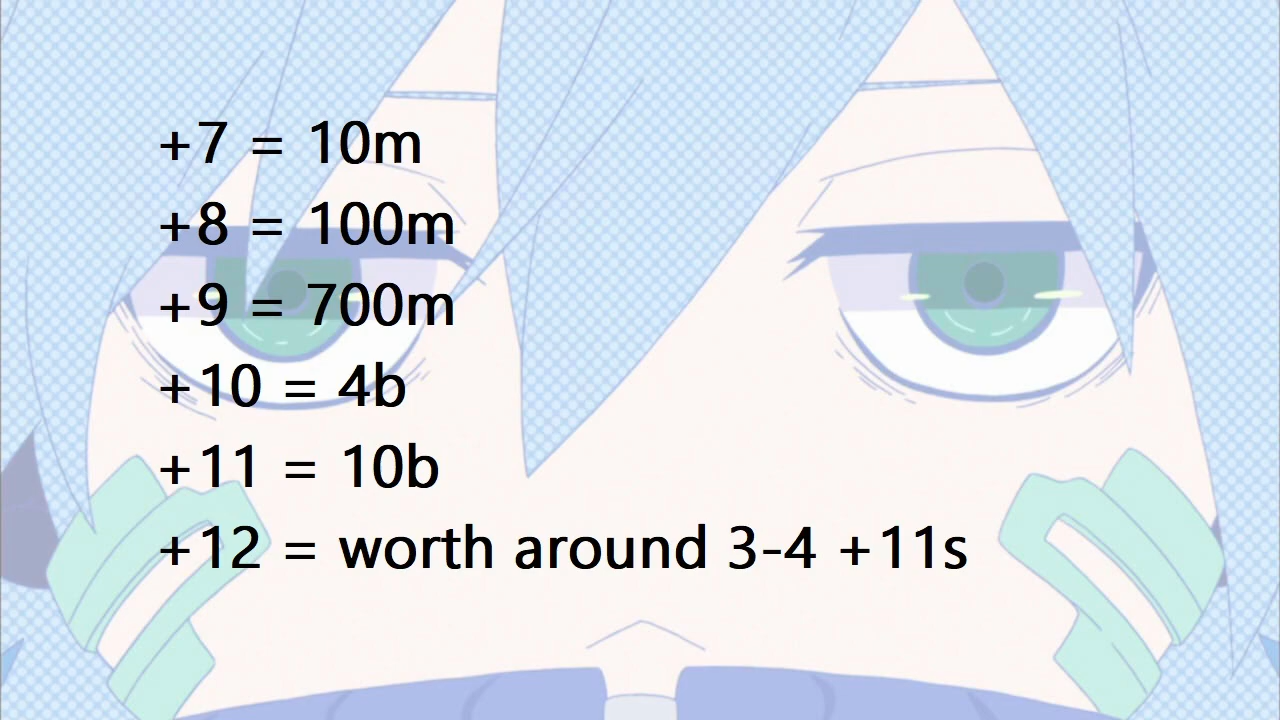 +7 = 10m
+8 = 100m
+9 = 700m
+10 = 4b
+11 = 10b
+12 = worth around 3-4 +11s